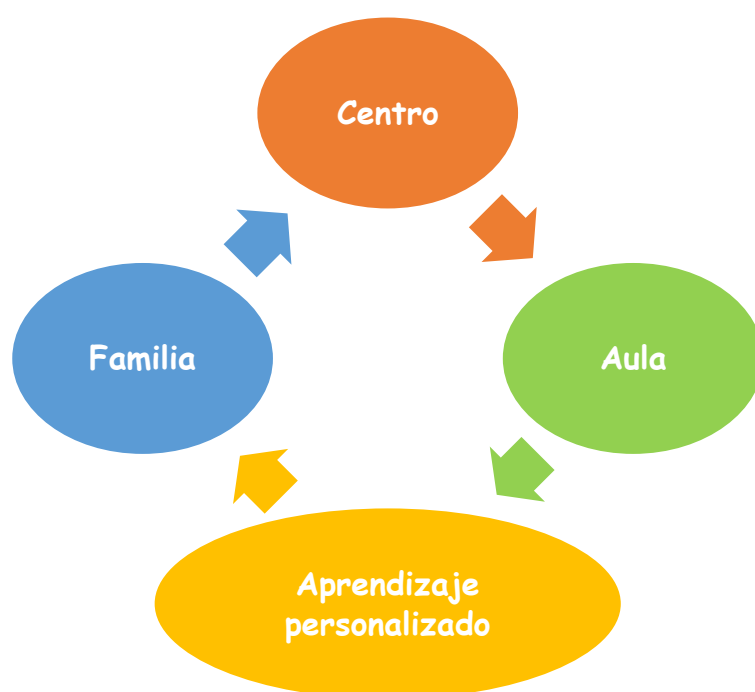 Centro
Familia
Aula
Aprendizaje
personalizado